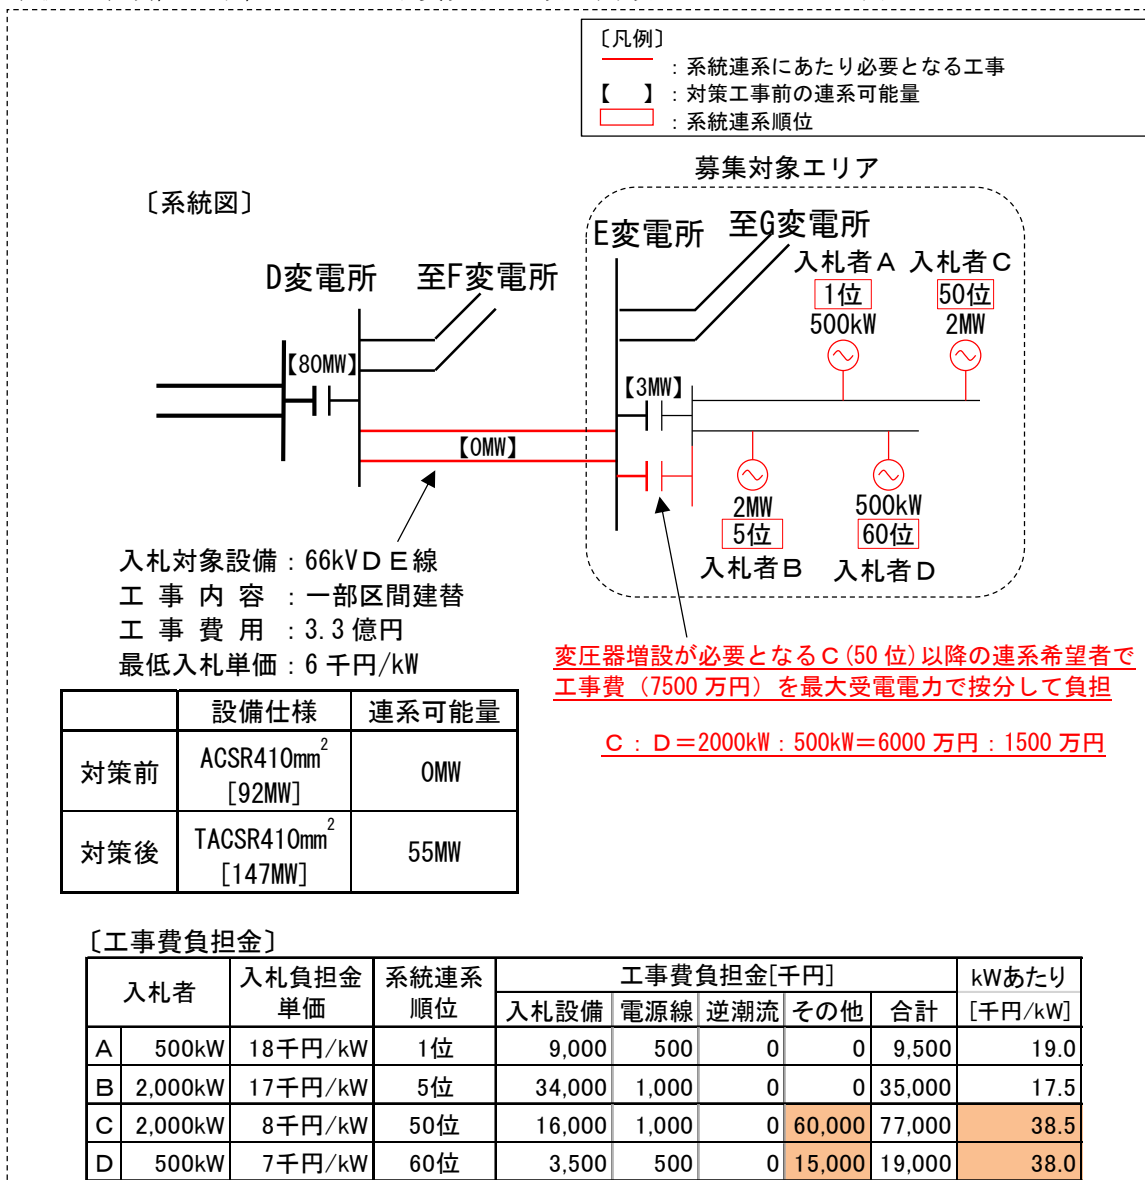 〔凡例〕
：系統連系にあたり必要となる工事
【　】：対策工事前の連系可能量
：系統連系順位
募集対象エリア
〔系統図〕
E変電所 至G変電所
D変電所 至F変電所
入札者Ａ 入札者Ｃ
1位 50位
500kW 2MW
【80MW】
【3MW】
【0MW】
2MW 500kW
5位 60位
入札者Ｂ 入札者Ｄ
入札対象設備：66kVＤＥ線
工事内容：一部区間建替
工事費用：3.3億円
最低入札単価：6千円/kW
変圧器増設が必要となるＣ(50位)以降の連系希望者で
工事費（7500万円）を最大受電電力で按分して負担
Ｃ：Ｄ＝2000kW：500kW＝6000万円：1500万円
設備仕様 連系可能量
対策前 ACSR410mm² [92MW] 0MW
対策後 TACSR410mm² [147MW] 55MW
〔工事費負担金〕
入札者 入札負担金単価 系統連系順位 工事費負担金[千円] kWあたり
入札設備 電源線 逆潮流 その他 合計 [千円/kW]
A 500kW 18千円/kW 1位 9,000 500 0 0 9,500 19.0
B 2,000kW 17千円/kW 5位 34,000 1,000 0 0 35,000 17.5
C 2,000kW 8千円/kW 50位 16,000 1,000 0 60,000 77,000 38.5
D 500kW 7千円/kW 60位 3,500 500 0 15,000 19,000 38.0